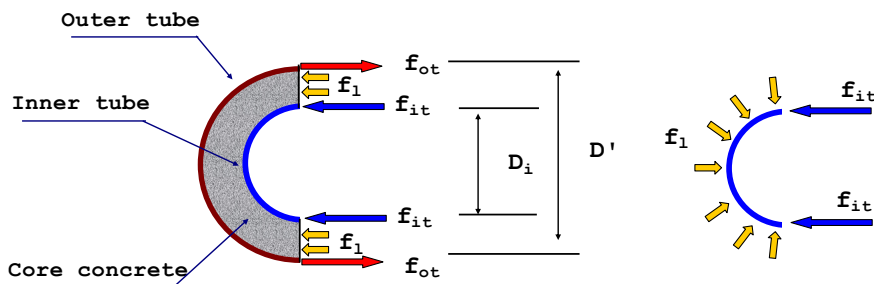 Outer tube
f_ot
f_l
Inner tube
f_it
D_i
D'
f_it
f_l
f_it
f_l
f_it
Core concrete
f_ot